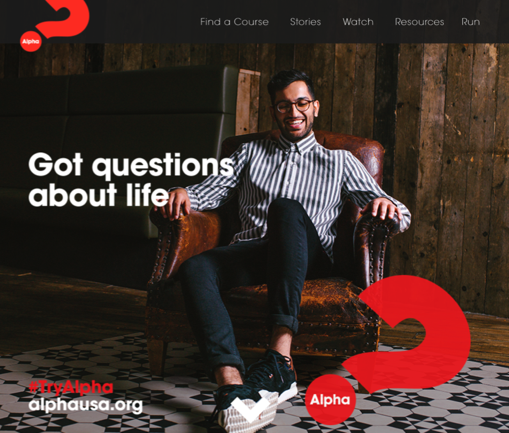 Alpha
Find a Course Stories Watch Resources Run
Got questions
about life
#TryAlpha
alphausa.org
Alpha